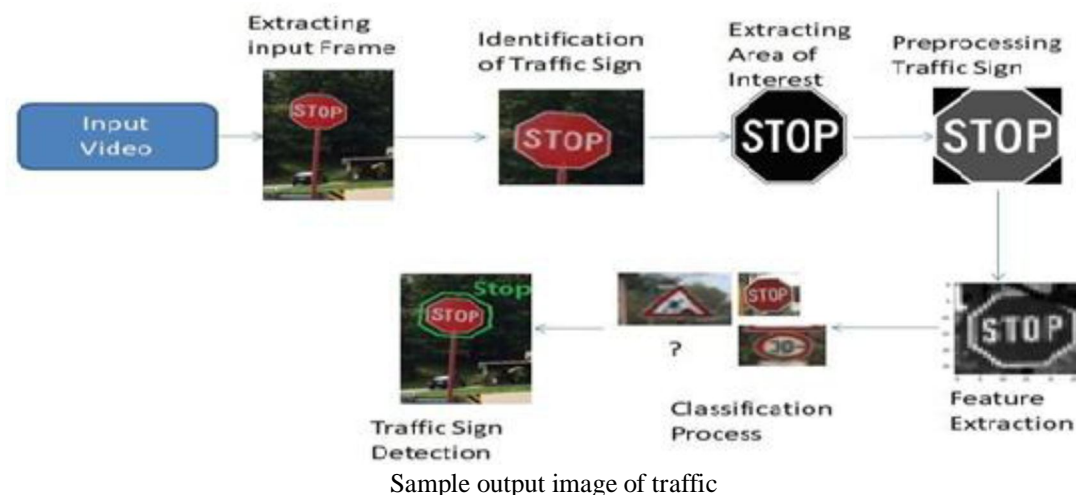 Extracting
Input Frame
Identification
of Traffic Sign
Extracting
Area of
Interest
Preprocessing
Traffic Sign
Input
Video
STOP
STOP
STOP
STOP
Stop
STOP
STOP
STOP
?
Traffic Sign
Detection
Classification
Process
Feature
Extraction
Sample output image of traffic